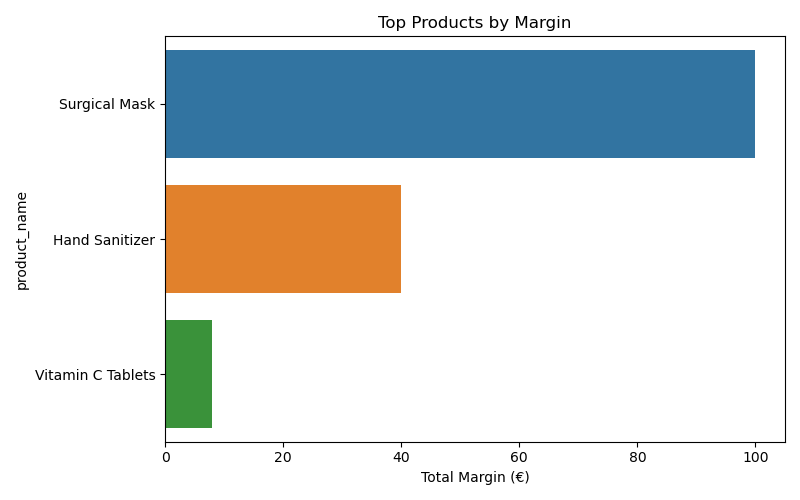 Top Products by Margin
Surgical Mask
Hand Sanitizer
Vitamin C Tablets
product_name
0 20 40 60 80 100
Total Margin (€)